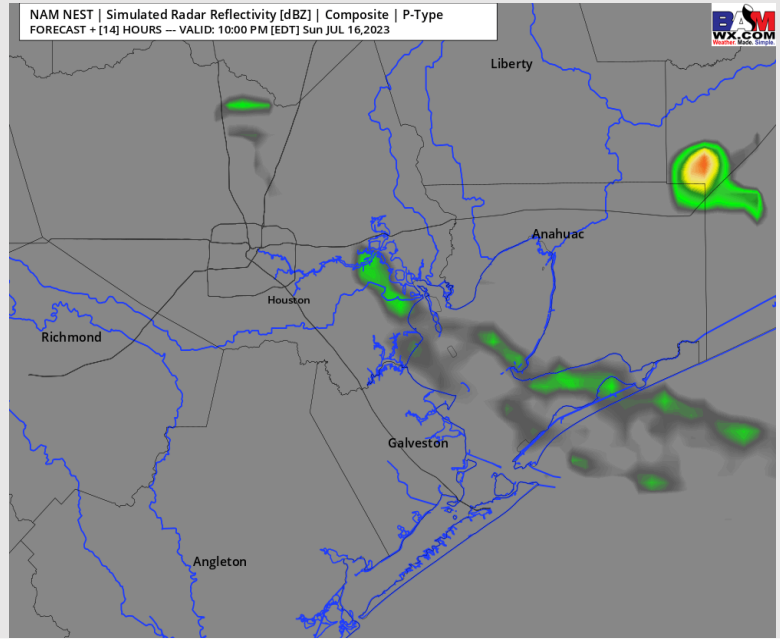 NAM NEST | Simulated Radar Reflectivity [dBZ] | Composite | P-Type
FORECAST + [14] HOURS --- VALID: 10:00 PM [EDT] Sun JUL 16,2023
BAM
WX.COM
Weather. Made. Simple.
Liberty
Anahuac
Houston
Richmond
Galveston
Angleton